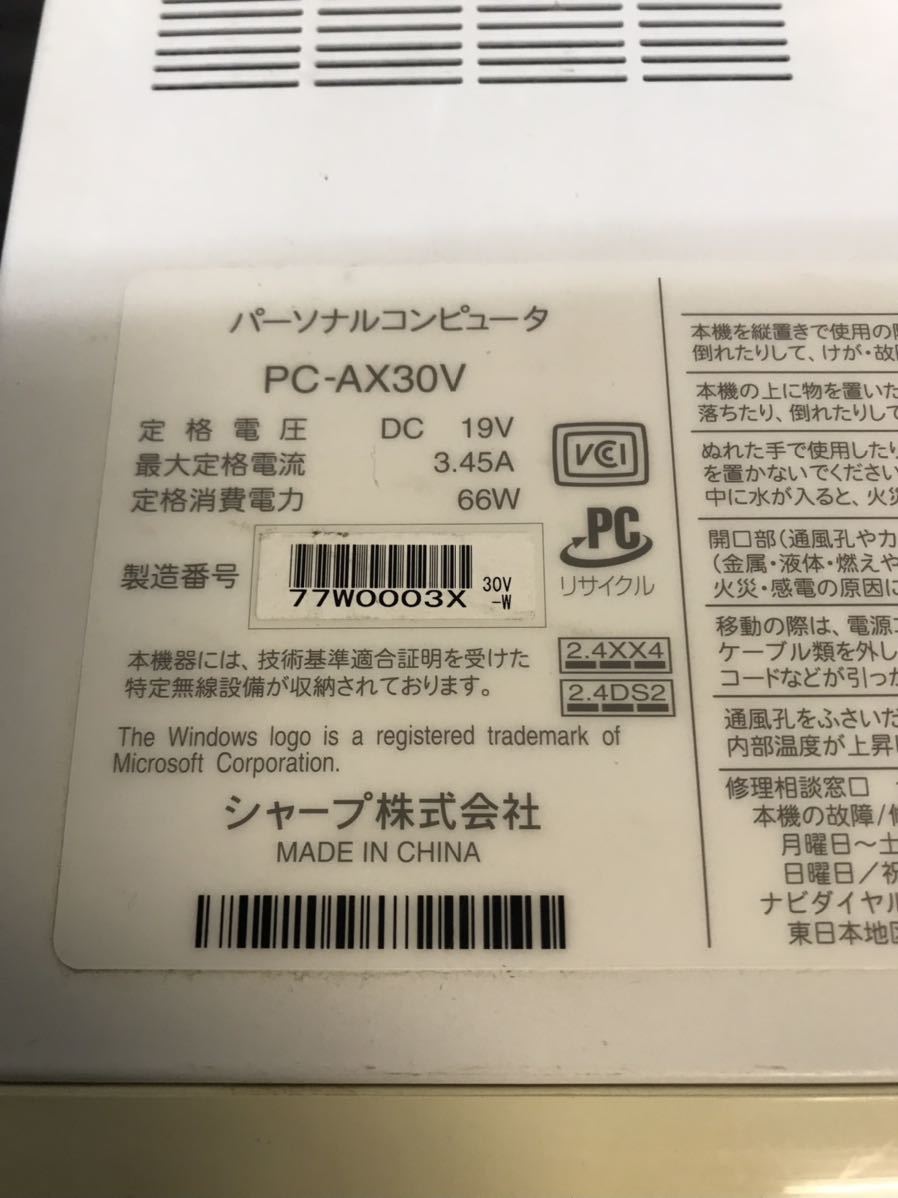 パーソナルコンピュータ
PC-AX30V
定格電圧 DC 19V
最大定格電流 3.45A
定格消費電力 66W
VCCI
PC
リサイクル
製造番号
77W0003X
30V
-W
本機器には、技術基準適合証明を受けた
特定無線設備が収納されております。
2.4XX4
2.4DS2
The Windows logo is a registered trademark of
Microsoft Corporation.
シャープ株式会社
MADE IN CHINA
本機を縦置きで使用の
倒れたりして、けが・故
本機の上に物を置いた
落ちたり、倒れたりして
ぬれた手で使用したり
を置かないでください
中に水が入ると、火災
開口部（通風孔やカ
（金属・液体・燃えや
火災・感電の原因に
移動の際は、電源コ
ケーブル類を外し
コードなどが引っか
通風孔をふさいだ
内部温度が上昇し
修理相談窓口
本機の故障/修
月曜日～土
日曜日／祝
ナビダイヤル
東日本地区